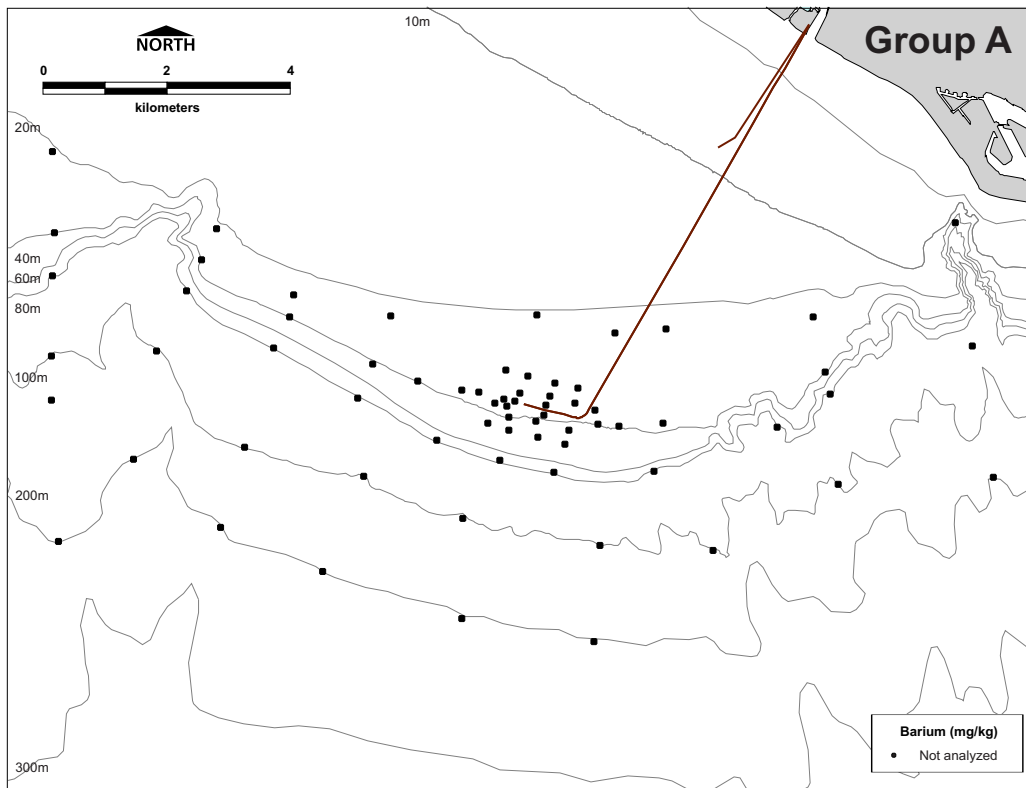 10m
Group A
NORTH
0 2 4
kilometers
20m
40m
60m
80m
100m
200m
300m
Barium (mg/kg)
Not analyzed